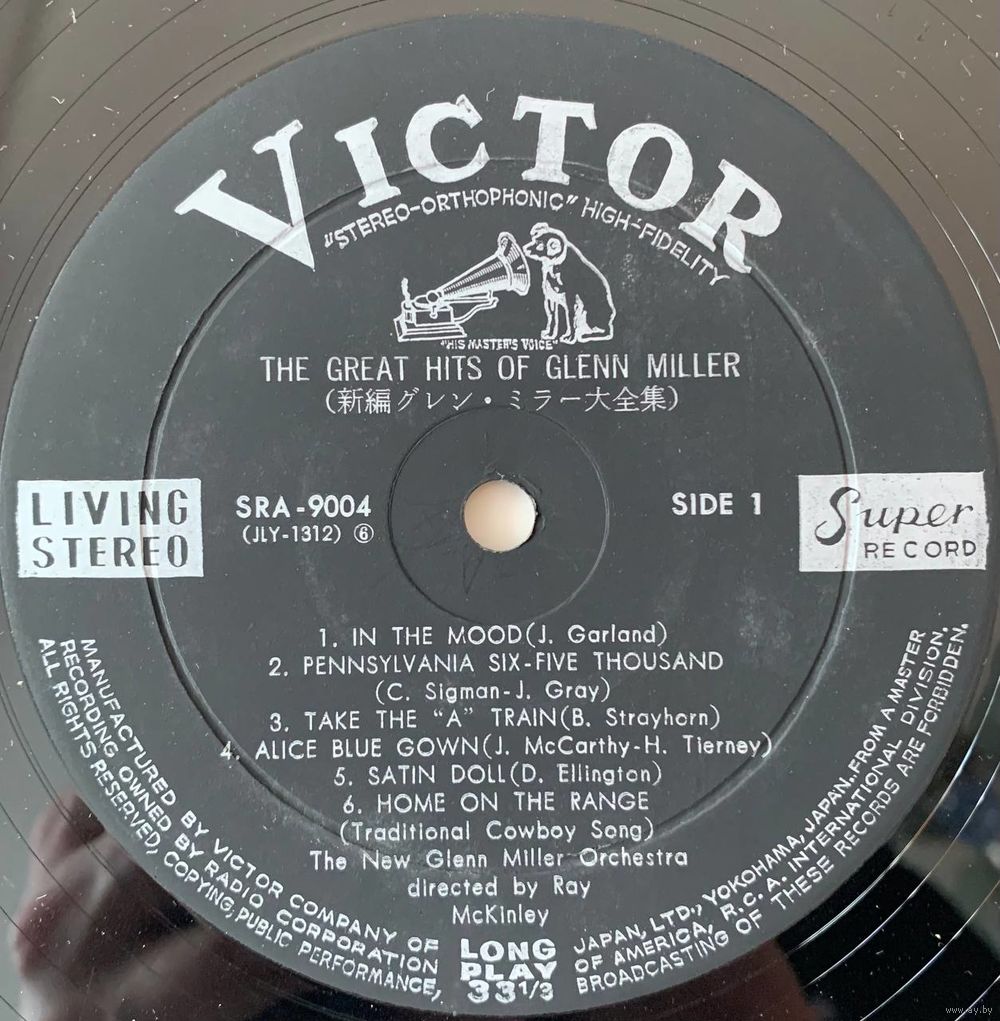 VICTOR
"STEREO-ORTHOPHONIC" HIGH-FIDELITY
"HIS MASTER'S VOICE"
THE GREAT HITS OF GLENN MILLER
(新編グレン・ミラー大全集)
LIVING
STEREO
SRA-9004
(JLY-1312) ⑥
SIDE 1
Super
RECORD
1. IN THE MOOD(J. Garland)
2. PENNSYLVANIA SIX-FIVE THOUSAND
(C. Sigman-J. Gray)
3. TAKE THE "A" TRAIN(B. Strayhorn)
4. ALICE BLUE GOWN(J. McCarthy-H. Tierney)
5. SATIN DOLL(D. Ellington)
6. HOME ON THE RANGE
(Traditional Cowboy Song)
The New Glenn Miller Orchestra
directed by Ray
McKinley
MANUFACTURED BY VICTOR COMPANY OF JAPAN, LTD., YOKOHAMA, JAPAN.FROM A MASTER
RECORDING OWNED BY RADIO CORPORATION OF AMERICA, R.C.A. INTERNATIONAL DIVISION.
ALL RIGHTS RESERVED, COPYING, PUBLIC PERFORMANCE, BROADCASTING OF THESE RECORDS ARE FORBIDDEN.
LONG
PLAY
33 1/3
www.ay.by